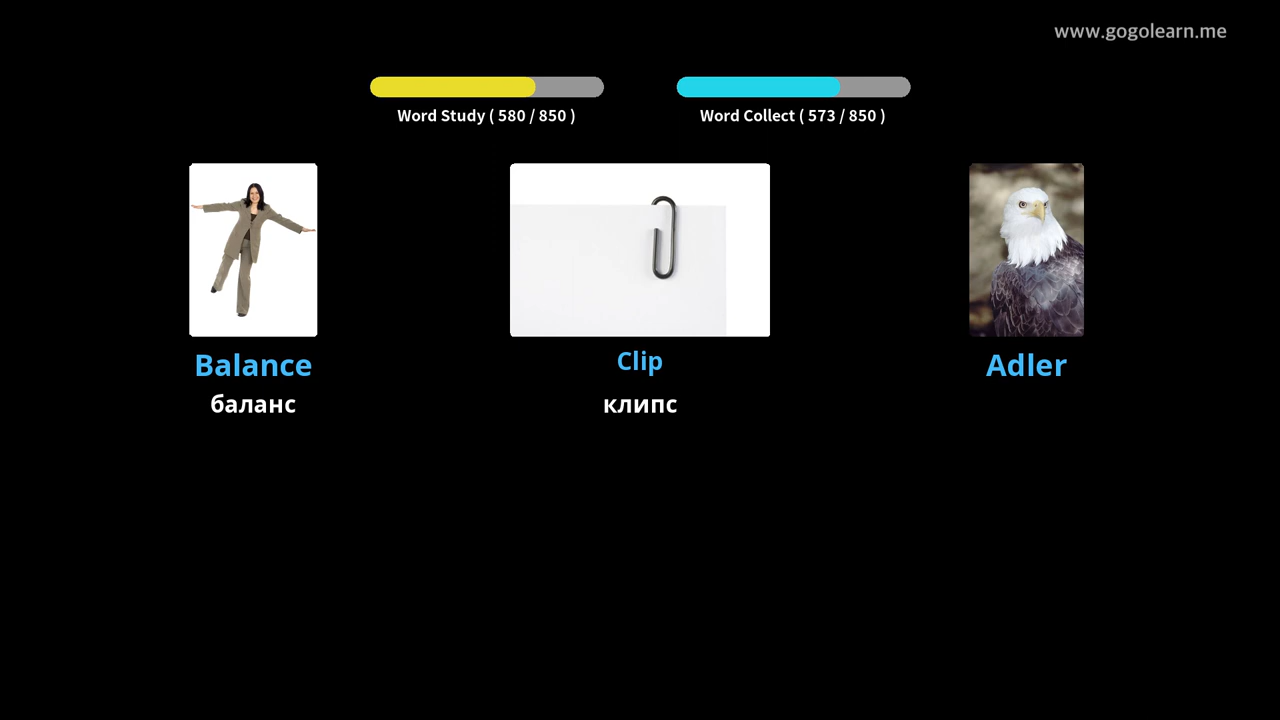 www.gogolearn.me
Word Study ( 580 / 850 )
Word Collect ( 573 / 850 )
Balance
баланс
Clip
клипс
Adler